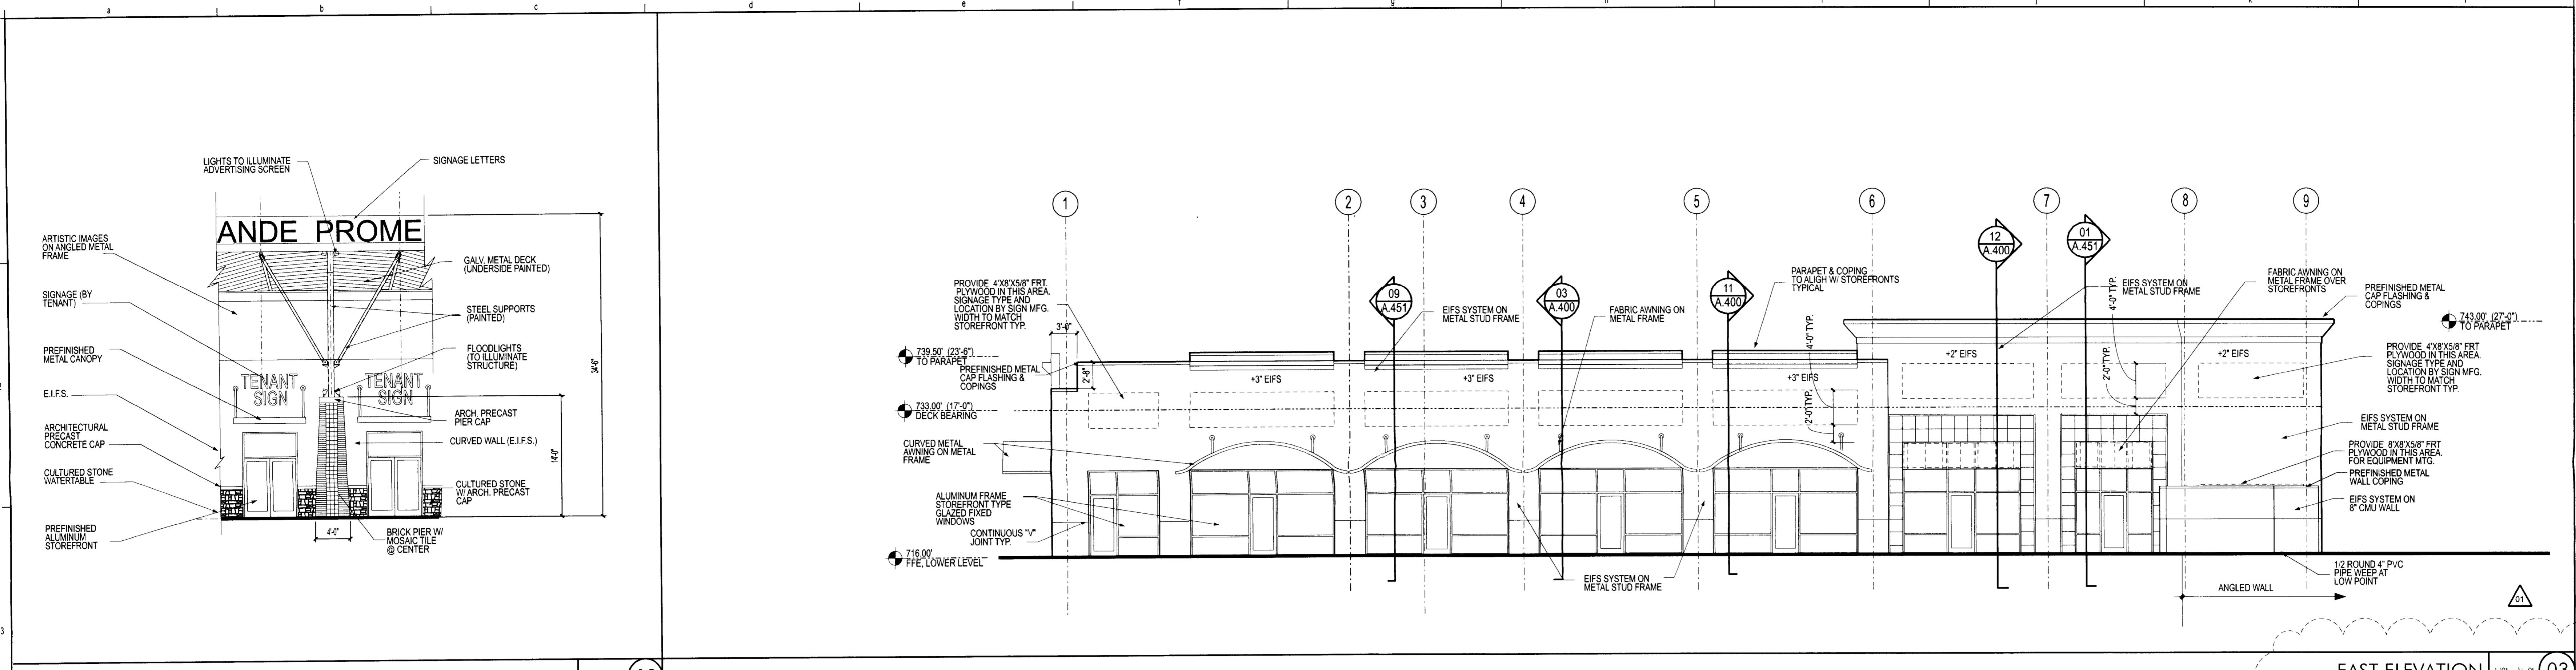 a
b
c
d
e
f
g
LIGHTS TO ILLUMINATE
ADVERTISING SCREEN
SIGNAGE LETTERS
ANDE PROME
ARTISTIC IMAGES
ON ANGLED METAL
FRAME
GALV. METAL DECK
(UNDERSIDE PAINTED)
SIGNAGE (BY
TENANT)
STEEL SUPPORTS
(PAINTED)
FLOODLIGHTS
(TO ILLUMINATE
STRUCTURE)
PREFINISHED
METAL CANOPY
34'-6"
TENANT
SIGN
TENANT
SIGN
E.I.F.S.
ARCH. PRECAST
PIER CAP
ARCHITECTURAL
PRECAST
CONCRETE CAP
CURVED WALL (E.I.F.S.)
14'-0"
CULTURED STONE
WATERTABLE
CULTURED STONE
W/ ARCH. PRECAST
CAP
PREFINISHED
ALUMINUM
STOREFRONT
4'-0"
BRICK PIER W/
MOSAIC TILE
@ CENTER
1
2
3
4
5
6
7
8
9
12
A.400
01
A.451
09
A.451
03
A.400
11
A.400
PROVIDE 4'X8'X5/8" FRT.
PLYWOOD IN THIS AREA.
SIGNAGE TYPE AND
LOCATION BY SIGN MFG.
WIDTH TO MATCH
STOREFRONT TYP.
3'-0"
EIFS SYSTEM ON
METAL STUD FRAME
FABRIC AWNING ON
METAL FRAME
PARAPET & COPING
TO ALIGH W/ STOREFRONTS
TYPICAL
4'-0" TYP.
EIFS SYSTEM ON
METAL STUD FRAME
4'-0" TYP.
FABRIC AWNING ON
METAL FRAME OVER
STOREFRONTS
PREFINISHED METAL
CAP FLASHING &
COPINGS
743.00' (27'-0")
TO PARAPET
739.50' (23'-6")
TO PARAPET
PREFINISHED METAL
CAP FLASHING &
COPINGS
2'-8"
+3" EIFS
+3" EIFS
+3" EIFS
+2" EIFS
2'-0" TYP.
+2" EIFS
PROVIDE 4'X8'X5/8" FRT
PLYWOOD IN THIS AREA.
SIGNAGE TYPE AND
LOCATION BY SIGN MFG.
WIDTH TO MATCH
STOREFRONT TYP.
733.00' (17'-0")
DECK BEARING
2'-0" TYP.
EIFS SYSTEM ON
METAL STUD FRAME
CURVED METAL
AWNING ON METAL
FRAME
PROVIDE 8'X8'X5/8" FRT
PLYWOOD IN THIS AREA.
FOR EQUIPMENT MTG.
PREFINISHED METAL
WALL COPING
ALUMINUM FRAME
STOREFRONT TYPE
GLAZED FIXED
WINDOWS
EIFS SYSTEM ON
8" CMU WALL
CONTINUOUS "V"
JOINT TYP.
716.00'
FFE, LOWER LEVEL
EIFS SYSTEM ON
METAL STUD FRAME
1/2 ROUND 4" PVC
PIPE WEEP AT
LOW POINT
ANGLED WALL
01
3
EAST ELEVATION
03